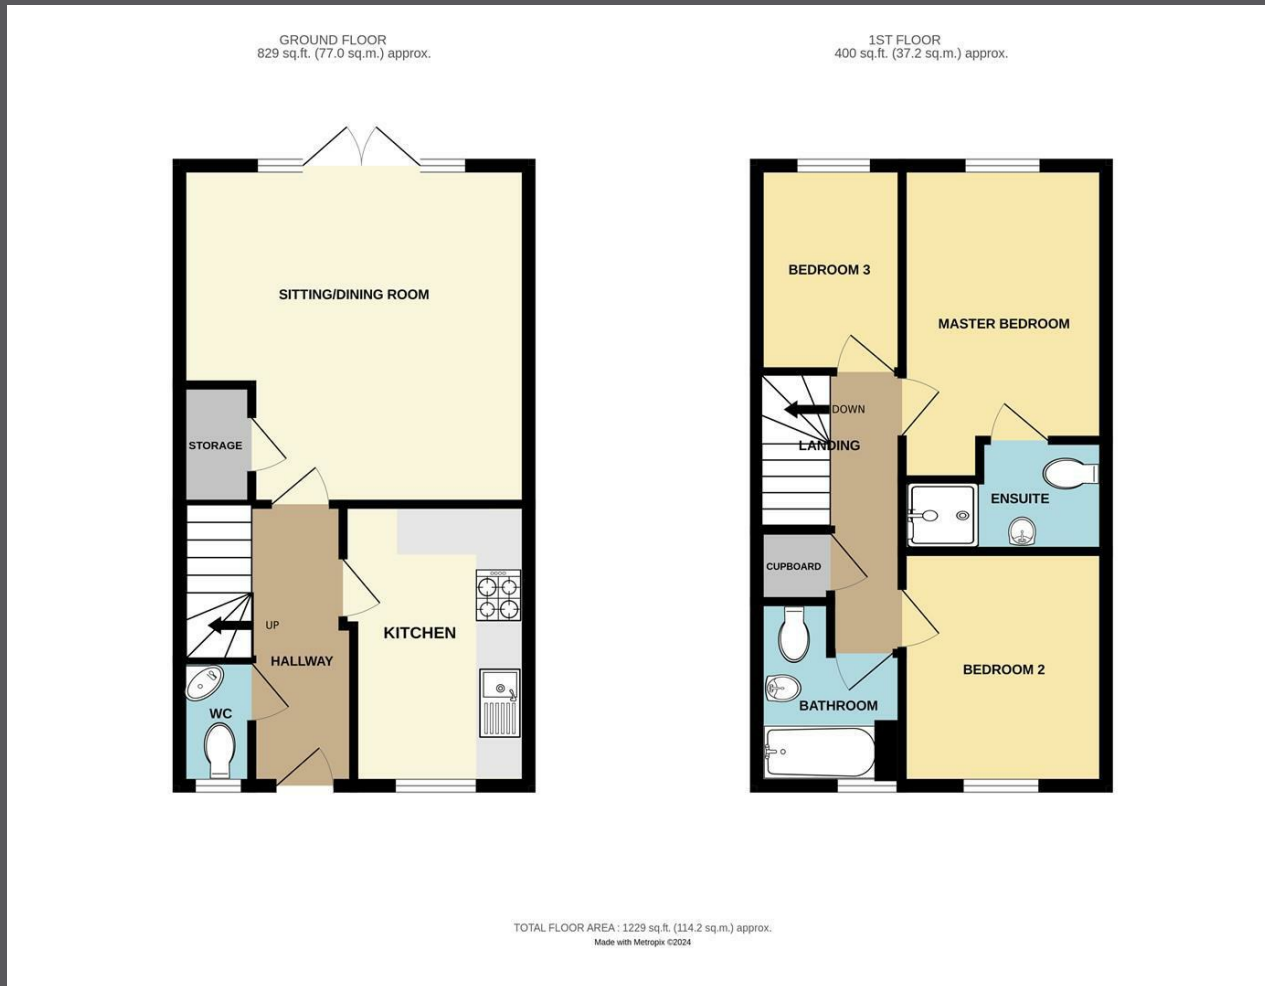 GROUND FLOOR
829 sq.ft. (77.0 sq.m.) approx.
SITTING/DINING ROOM
STORAGE
UP
KITCHEN
HALLWAY
WC
1ST FLOOR
400 sq.ft. (37.2 sq.m.) approx.
BEDROOM 3
MASTER BEDROOM
DOWN
LANDING
ENSUITE
CUPBOARD
BEDROOM 2
BATHROOM
TOTAL FLOOR AREA : 1229 sq.ft. (114.2 sq.m.) approx.
Made with Metropix ©2024